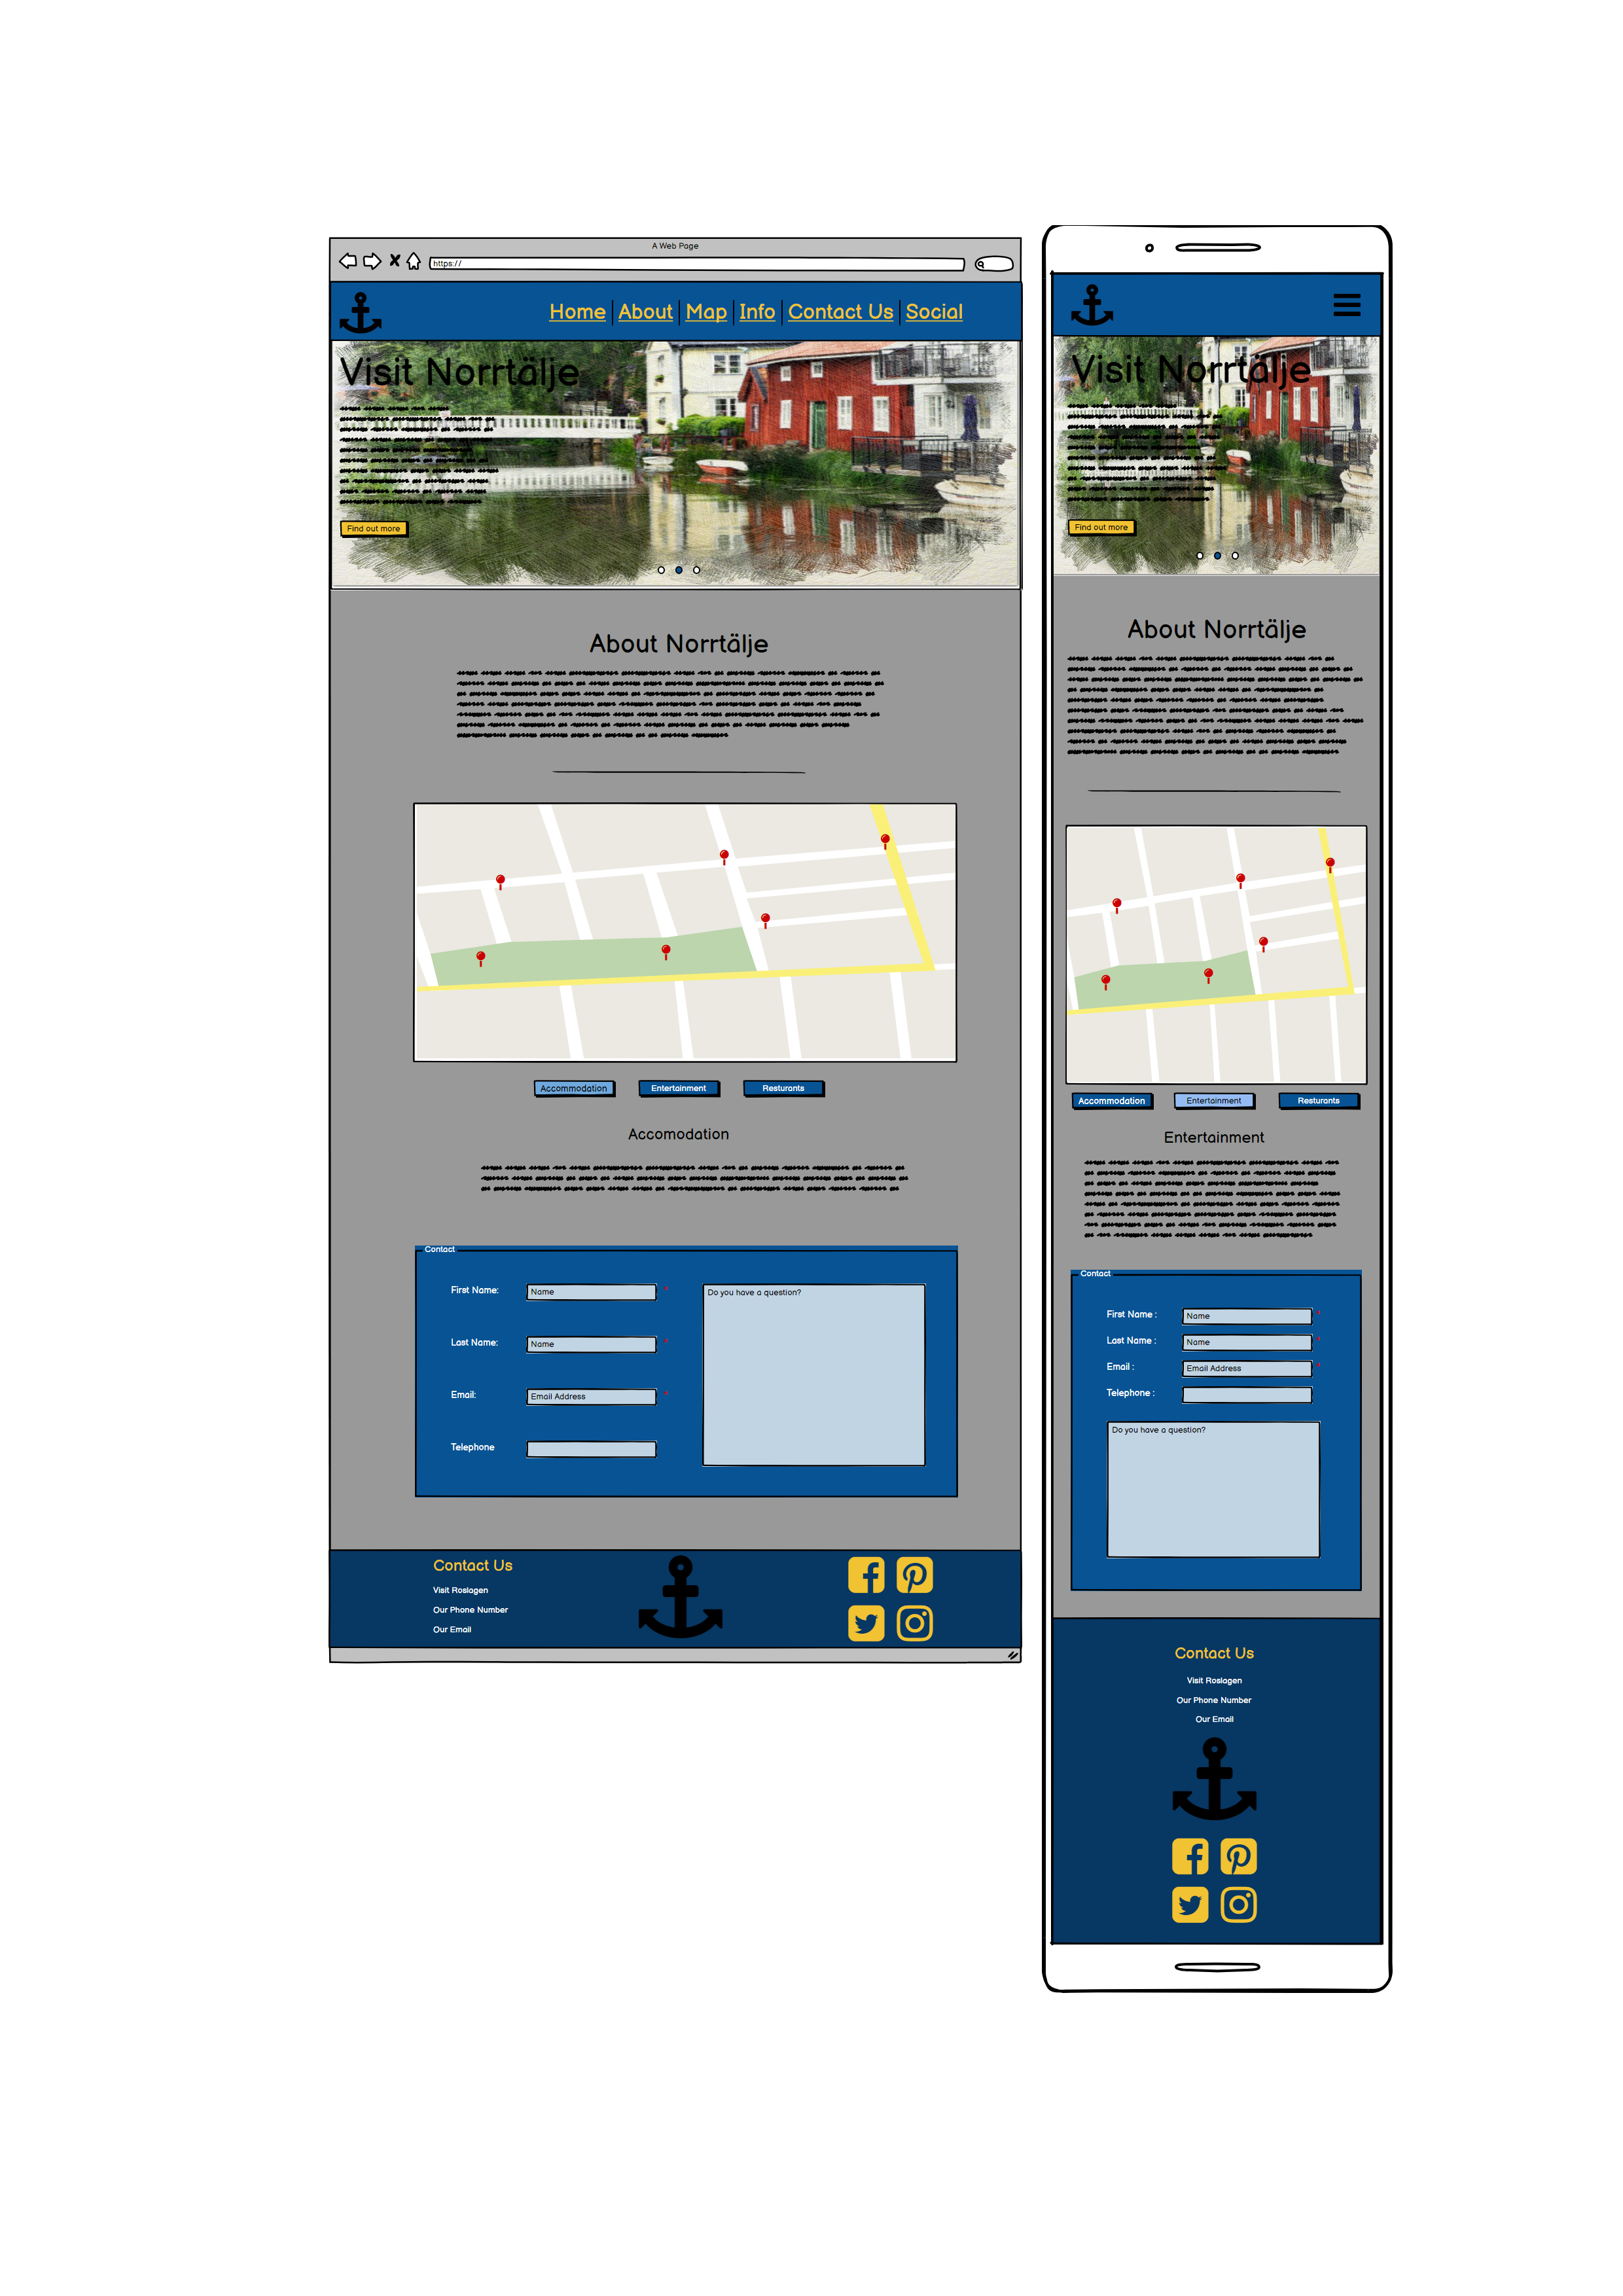 A Web Page
https://
Home About Map Info Contact Us Social
Visit Norrtälje
Find out more
About Norrtälje
Accommodation Entertainment Resturants
Accomodation
Contact
First Name: Name *
Do you have a question?
Last Name: Name *
Email: Email Address *
Telephone
Contact Us
Visit Roslagen
Our Phone Number
Our Email
Visit Norrtälje
Find out more
About Norrtälje
Accommodation Entertainment Resturants
Entertainment
Contact
First Name : Name *
Last Name : Name *
Email : Email Address *
Telephone :
Do you have a question?
Contact Us
Visit Roslagen
Our Phone Number
Our Email